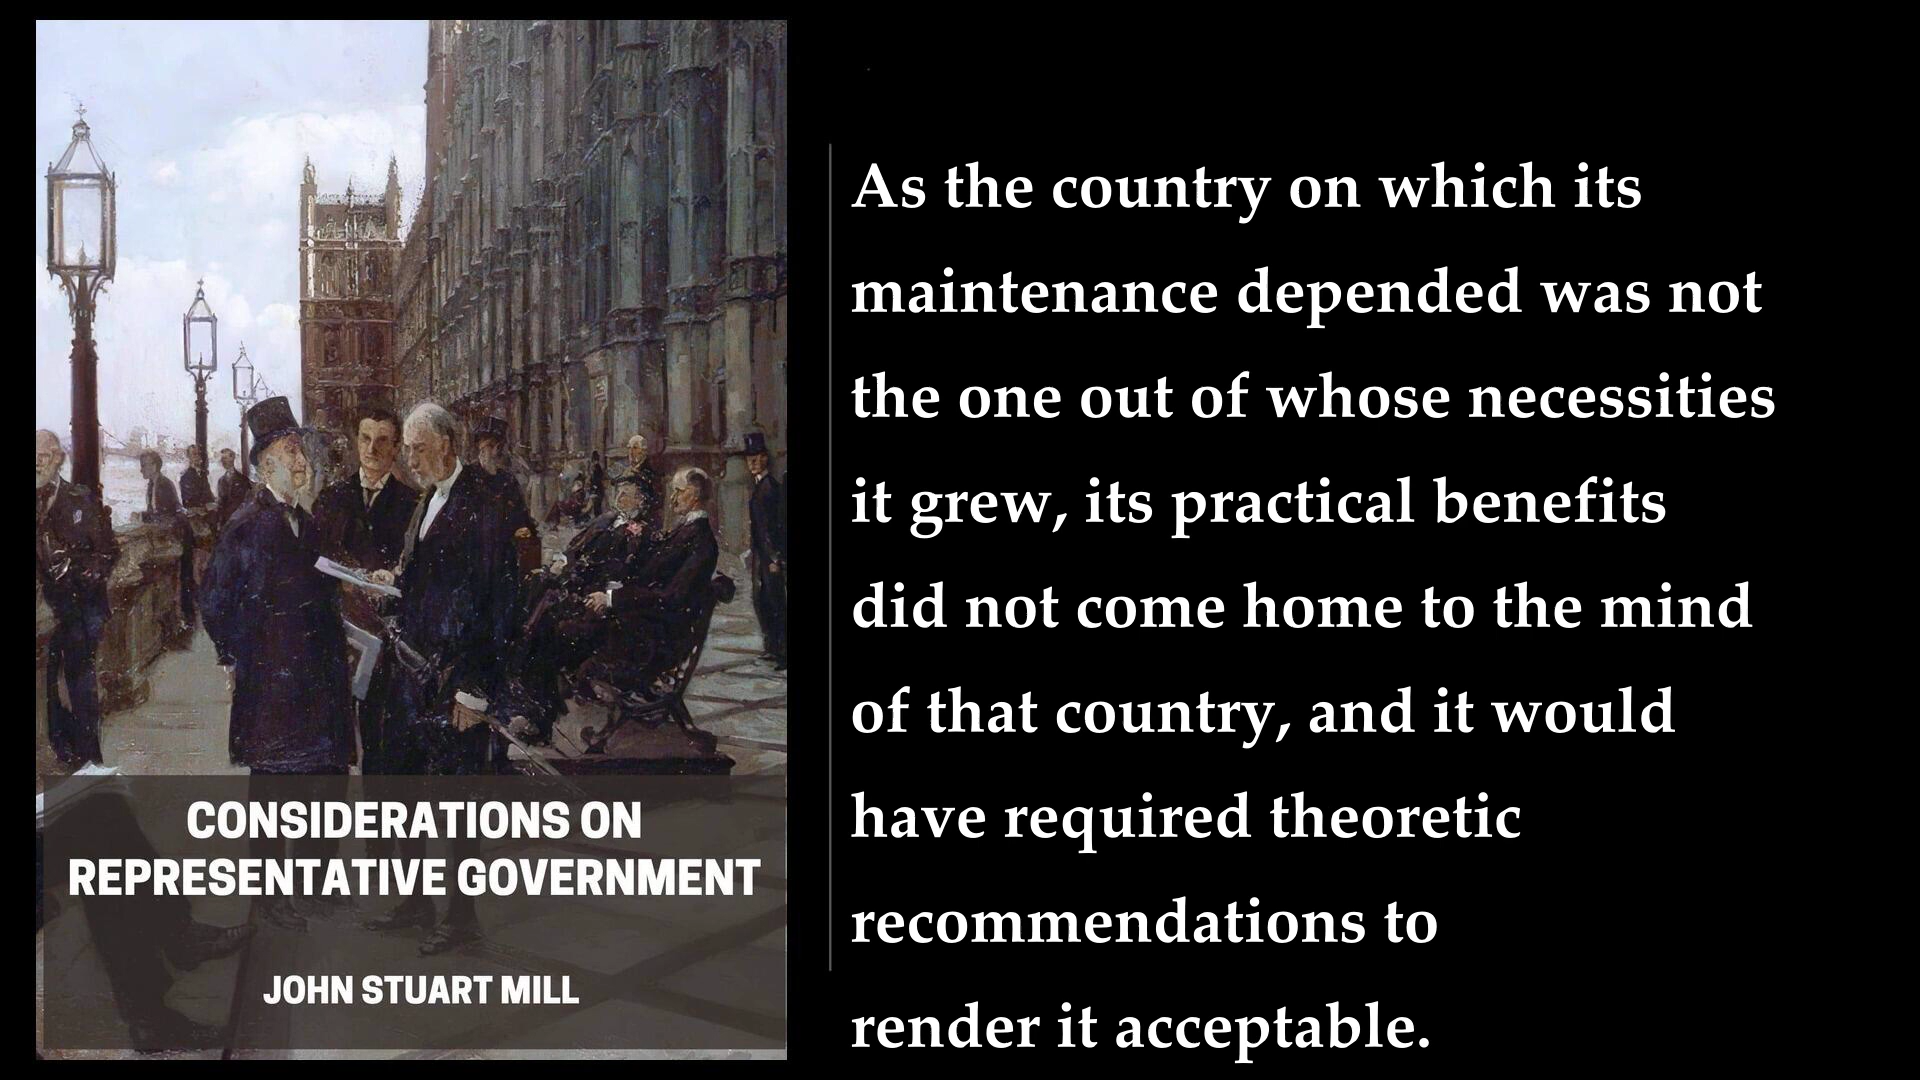 As the country on which its
maintenance depended was not
the one out of whose necessities
it grew, its practical benefits
did not come home to the mind
of that country, and it would
have required theoretic
recommendations to
render it acceptable.
CONSIDERATIONS ON
REPRESENTATIVE GOVERNMENT
JOHN STUART MILL